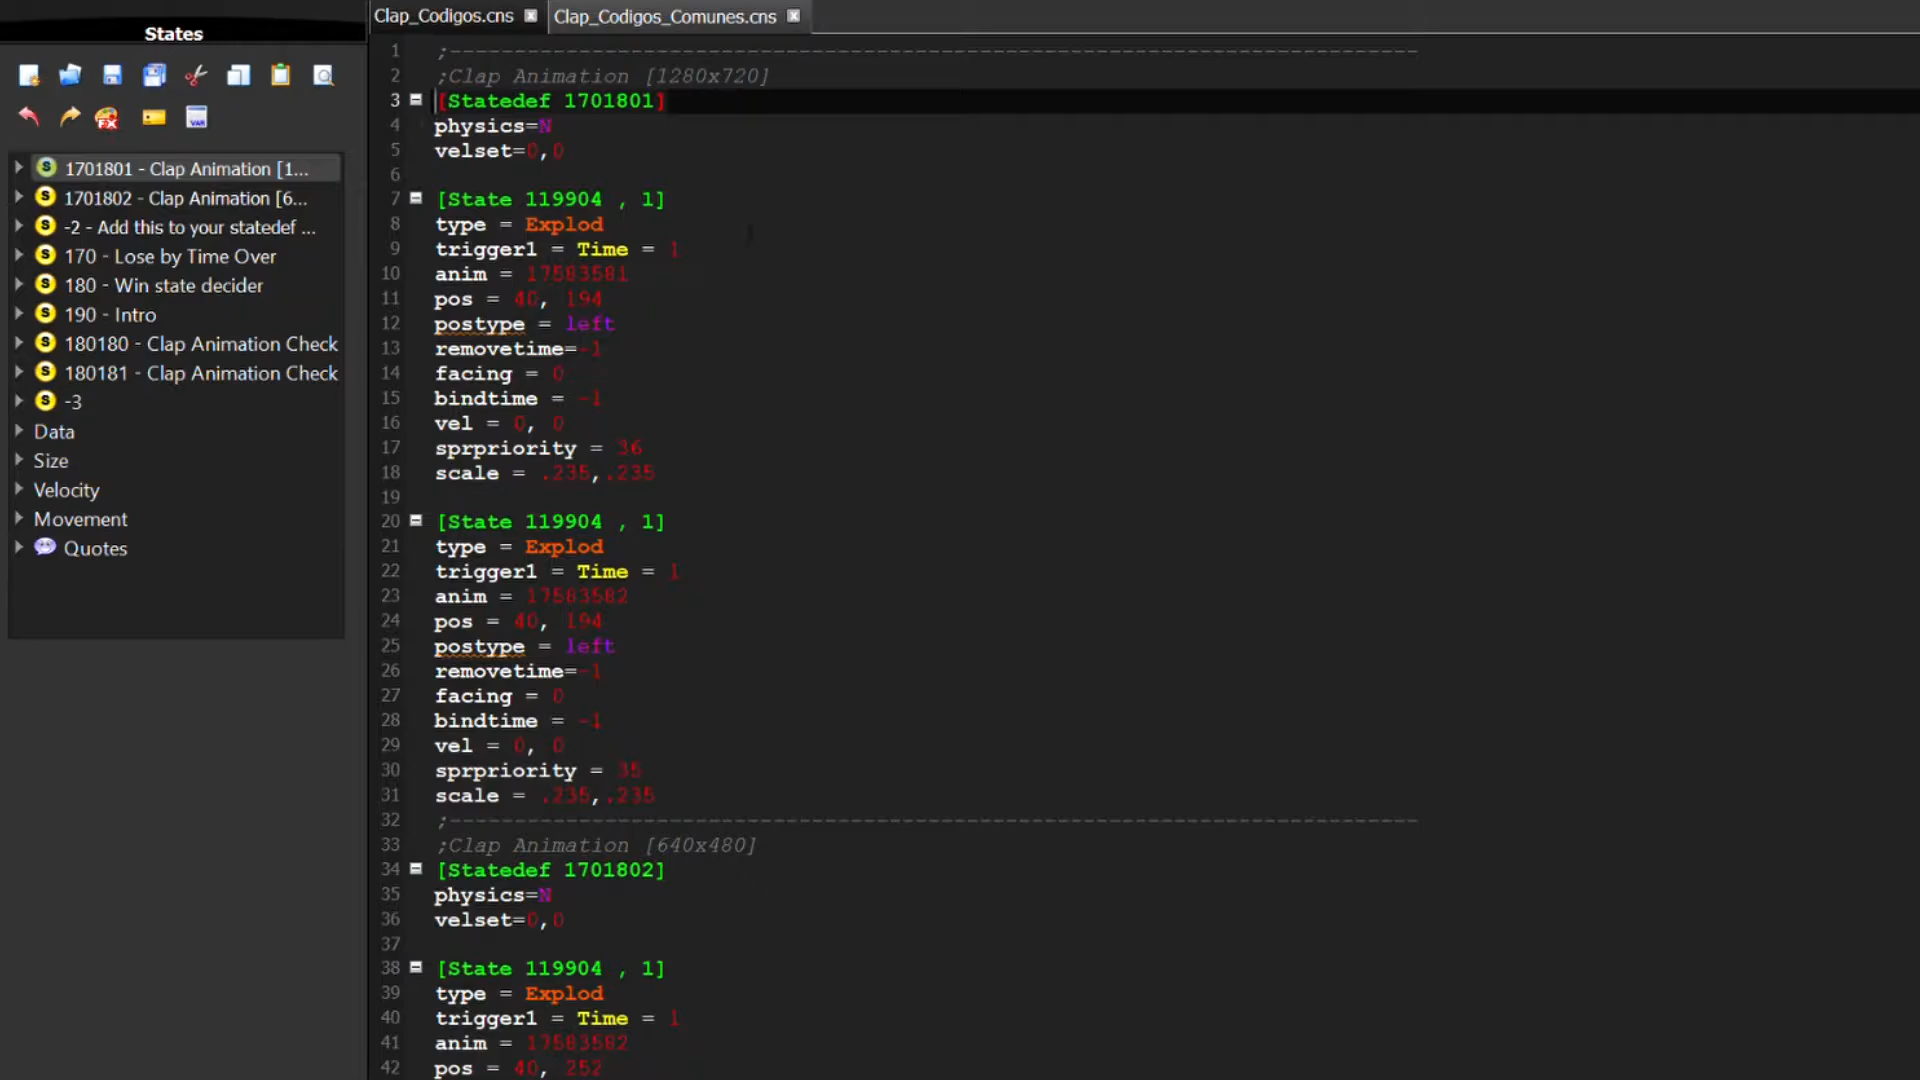 States
1701801 - Clap Animation [1...
1701802 - Clap Animation [6...
-2 - Add this to your statedef ...
170 - Lose by Time Over
180 - Win state decider
190 - Intro
180180 - Clap Animation Check
180181 - Clap Animation Check
-3
Data
Size
Velocity
Movement
Quotes
Clap_Codigos.cns
Clap_Codigos_Comunes.cns
1 ;---------------------------------------------------------------------------
2 ;Clap Animation [1280x720]
3 [Statedef 1701801]
4 physics=N
5 velset=0,0
6
7 [State 119904 , 1]
8 type = Explod
9 trigger1 = Time = 1
10 anim = 17583581
11 pos = 40, 194
12 postype = left
13 removetime=-1
14 facing = 0
15 bindtime = -1
16 vel = 0, 0
17 sprpriority = 36
18 scale = .235,.235
19
20 [State 119904 , 1]
21 type = Explod
22 trigger1 = Time = 1
23 anim = 17583582
24 pos = 40, 194
25 postype = left
26 removetime=-1
27 facing = 0
28 bindtime = -1
29 vel = 0, 0
30 sprpriority = 35
31 scale = .235,.235
32 ;---------------------------------------------------------------------------
33 ;Clap Animation [640x480]
34 [Statedef 1701802]
35 physics=N
36 velset=0,0
37
38 [State 119904 , 1]
39 type = Explod
40 trigger1 = Time = 1
41 anim = 17583582
42 pos = 40, 252